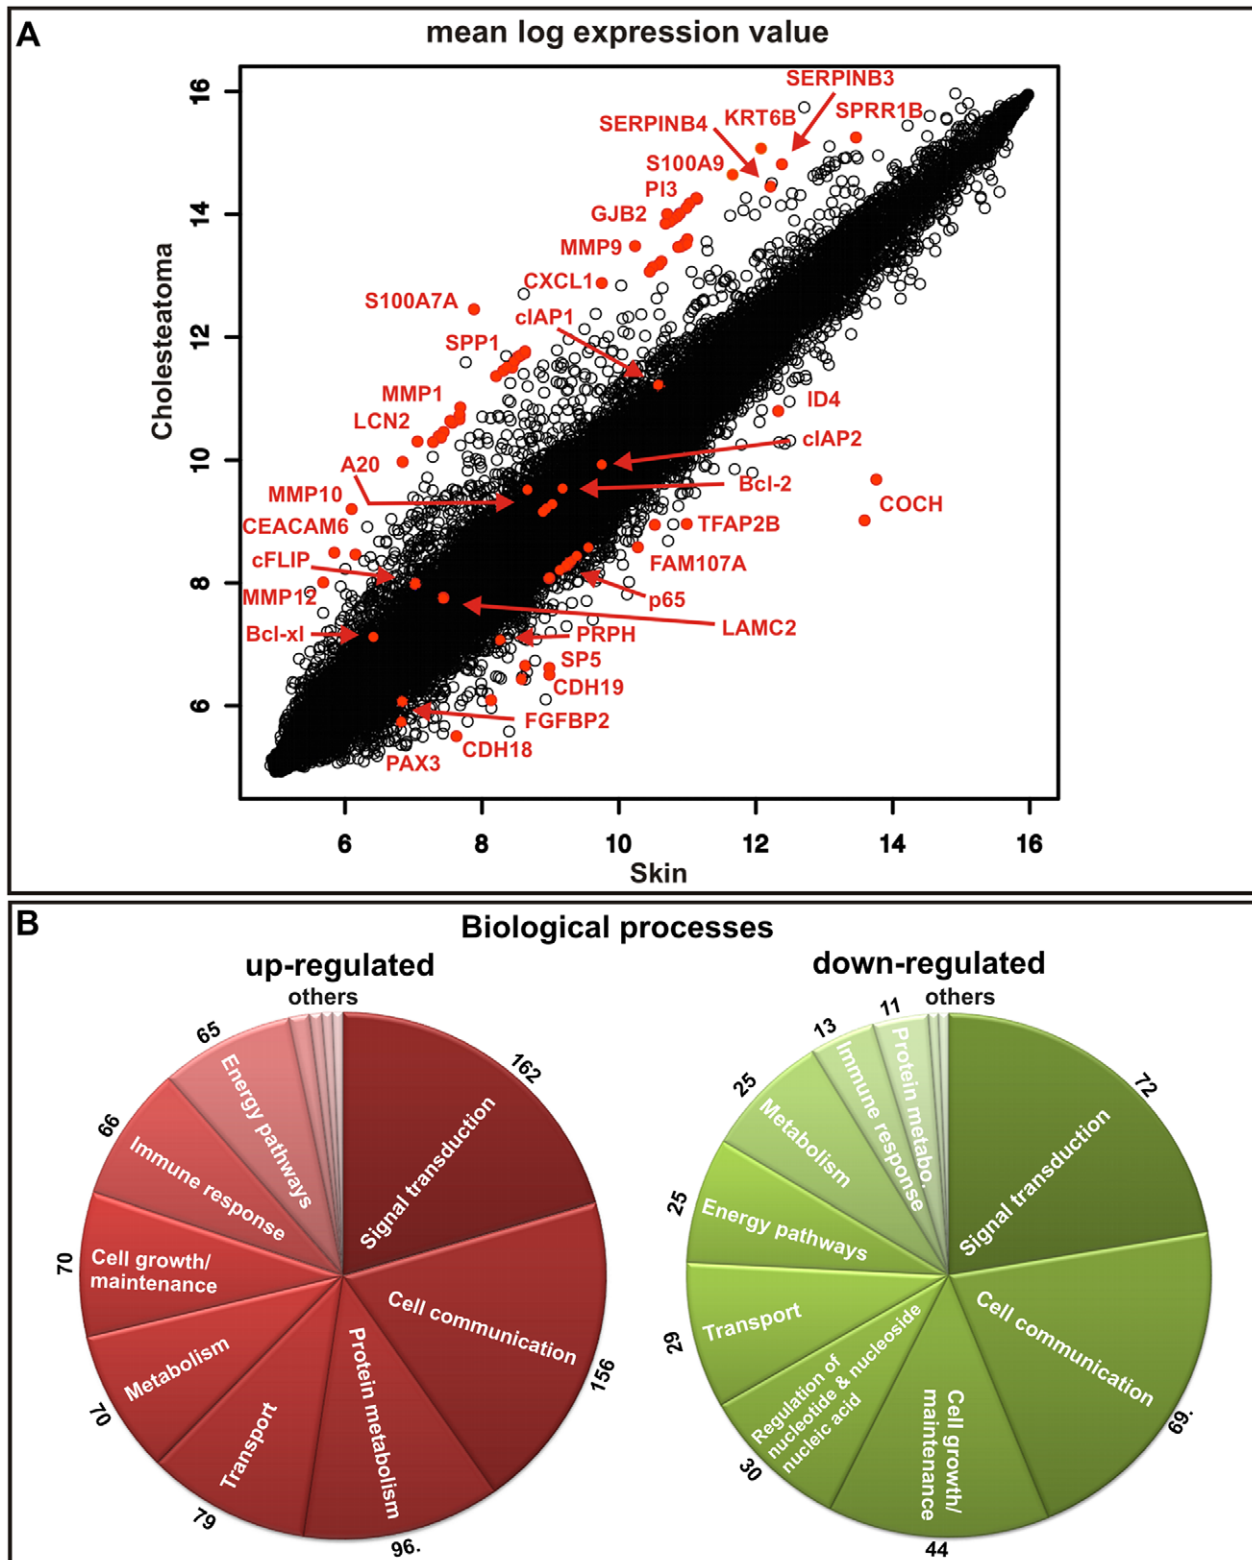 A
mean log expression value
16
14
12
10
8
6
Cholesteatoma
SERPINB3
SERPINB4
KRT6B
SPRR1B
S100A9
PI3
GJB2
MMP9
CXCL1
S100A7A
cIAP1
SPP1
MMP1
LCN2
ID4
cIAP2
A20
Bcl-2
MMP10
COCH
CEACAM6
TFAP2B
cFLIP
FAM107A
MMP12
p65
Bcl-xl
LAMC2
PRPH
SP5
CDH19
FGFBP2
CDH18
PAX3
6
8
10
12
14
16
Skin
B
Biological processes
up-regulated
others
162
Signal transduction
156
Cell communication
96.
Protein metabolism
79
Transport
70
Metabolism
70
Cell growth/
maintenance
66
Immune response
65
Energy pathways
down-regulated
others
72
Signal transduction
69.
Cell communication
44
Cell growth/
maintenance
30
Regulation of
nucleotide & nucleoside
nucleic acid
29
Transport
25
Energy pathways
25
Metabolism
13
Immune response
11
Protein metabo.